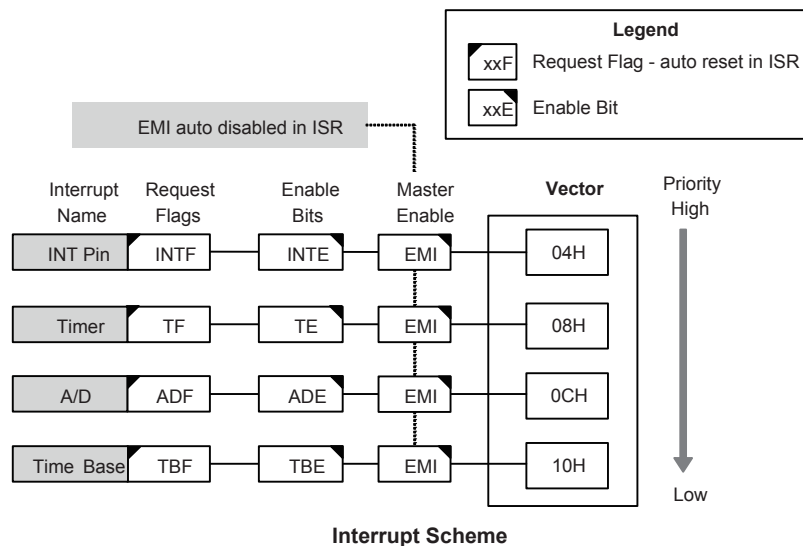 Legend
xxF Request Flag - auto reset in ISR
xxE Enable Bit
EMI auto disabled in ISR
Interrupt Name
Request Flags
Enable Bits
Master Enable
Vector
Priority High
INT Pin INTF INTE EMI 04H
Timer TF TE EMI 08H
A/D ADF ADE EMI 0CH
Time Base TBF TBE EMI 10H
Low
Interrupt Scheme